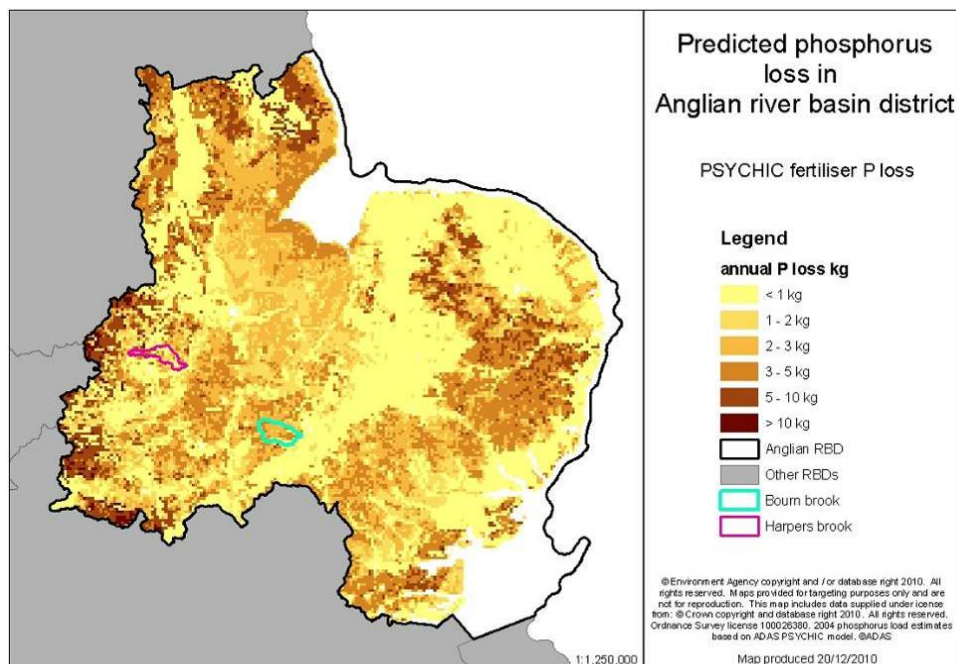 Predicted phosphorus
loss in
Anglian river basin district
PSYCHIC fertiliser P loss
Legend
annual P loss kg
< 1 kg
1 - 2 kg
2 - 3 kg
3 - 5 kg
5 - 10 kg
> 10 kg
Anglian RBD
Other RBDs
Bourn brook
Harpers brook
©Environment Agency copyright and / or database right 2010. All
rights reserved. Maps provided for targeting purposes only and are
not for reproduction. This map includes data supplied under license
from: © Crown copyright and database right 2010. All rights reserved.
Ordnance Survey license 100026380. 2004 phosphorus load estimates
based on ADAS PSYCHIC model. ©ADAS
Map produced 20/12/2010
1:1,250,000